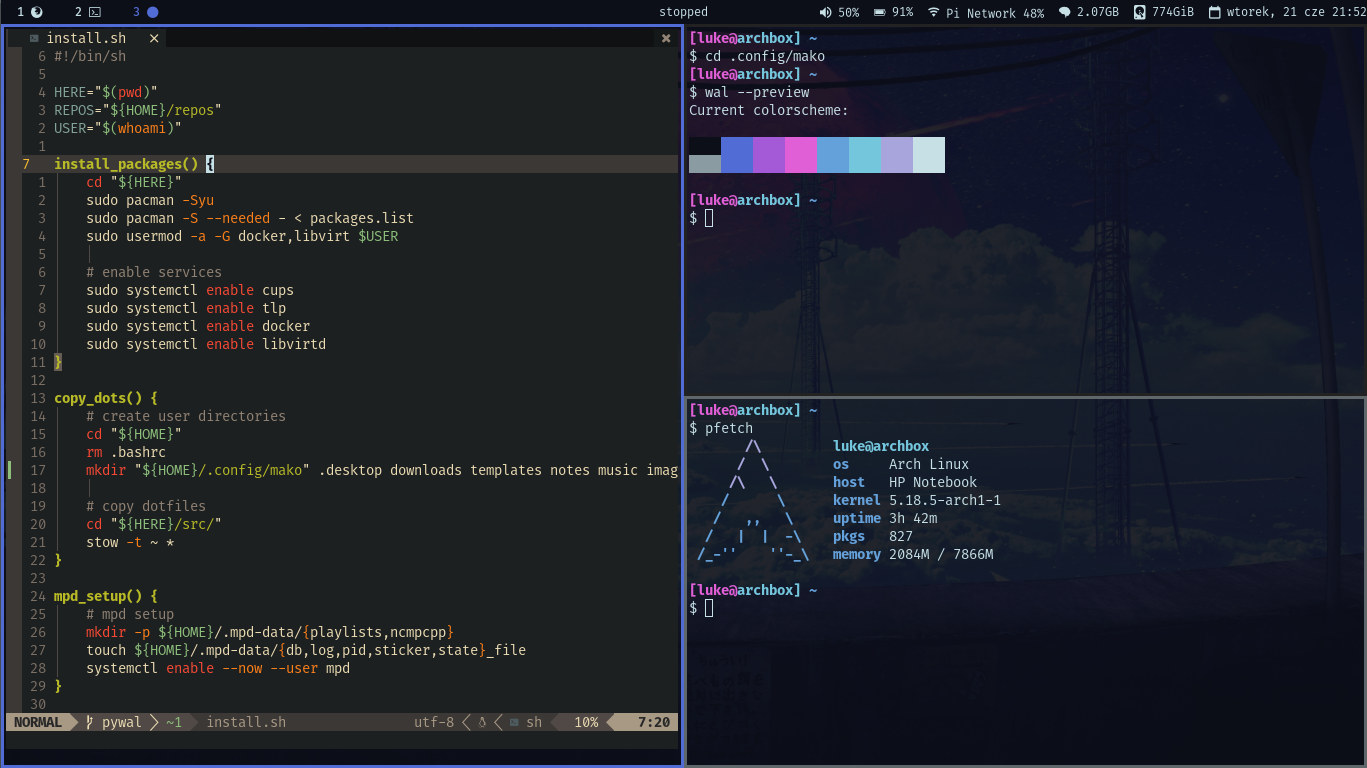 1 2 3 stopped 50% 91% Pi Network 48% 2.07GB 774GiB wtorek, 21 cze 21:52
install.sh ✕
6 #!/bin/sh
5
4 HERE="$(pwd)"
3 REPOS="${HOME}/repos"
2 USER="$(whoami)"
1
7 install_packages() {
1 cd "${HERE}"
2 sudo pacman -Syu
3 sudo pacman -S --needed - < packages.list
4 sudo usermod -a -G docker,libvirt $USER
5
6 # enable services
7 sudo systemctl enable cups
8 sudo systemctl enable tlp
9 sudo systemctl enable docker
10 sudo systemctl enable libvirtd
11 }
12
13 copy_dots() {
14 # create user directories
15 cd "${HOME}"
16 rm .bashrc
17 mkdir "${HOME}/.config/mako" .desktop downloads templates notes music imag
18
19 # copy dotfiles
20 cd "${HERE}/src/"
21 stow -t ~ *
22 }
23
24 mpd_setup() {
25 # mpd setup
26 mkdir -p ${HOME}/.mpd-data/{playlists,ncmpcpp}
27 touch ${HOME}/.mpd-data/{db,log,pid,sticker,state}_file
28 systemctl enable --now --user mpd
29 }
30
NORMAL pywal ~1 install.sh utf-8 sh 10% 7:20
[luke@archbox] ~
$ cd .config/mako
[luke@archbox] ~
$ wal --preview
Current colorscheme:
[luke@archbox] ~
$
[luke@archbox] ~
$ pfetch
luke@archbox
os Arch Linux
host HP Notebook
kernel 5.18.5-arch1-1
uptime 3h 42m
pkgs 827
memory 2084M / 7866M
[luke@archbox] ~
$